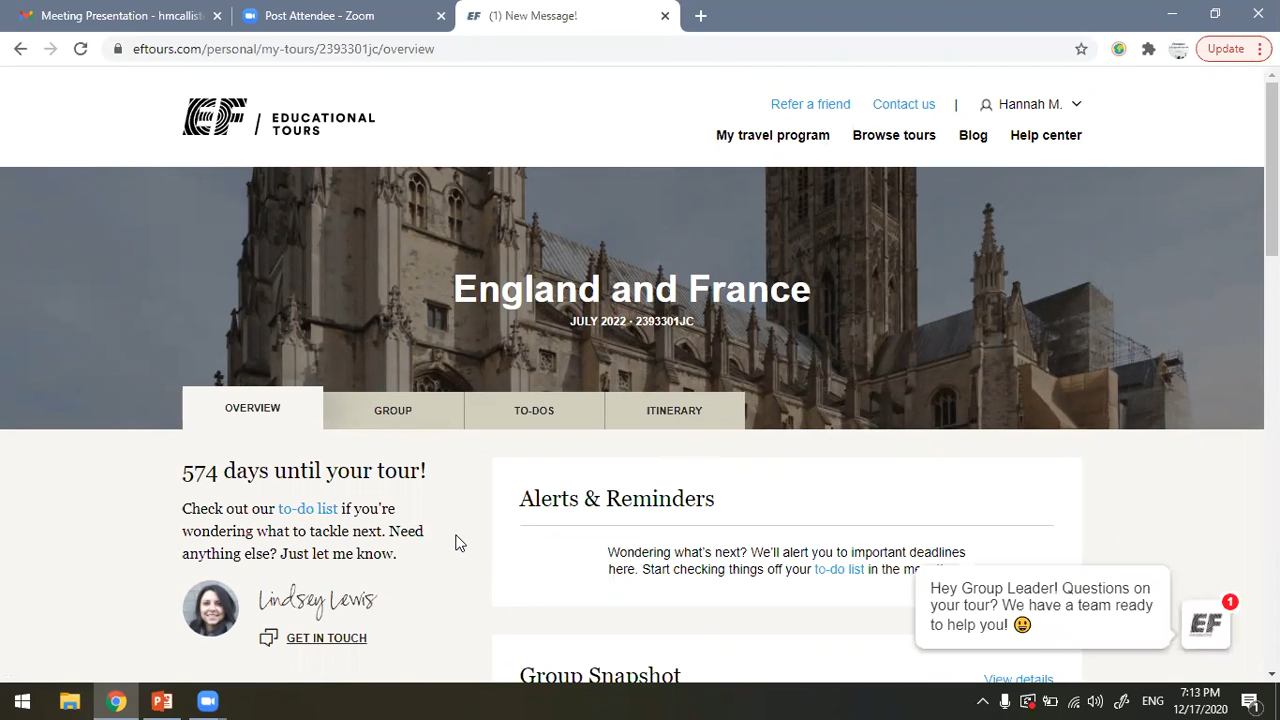 Meeting Presentation - hmcallist
Post Attendee - Zoom
EF
(1) New Message!
eftours.com/personal/my-tours/2393301jc/overview
Update
EF / EDUCATIONAL
TOURS
Refer a friend
Contact us
|
Hannah M.
My travel program
Browse tours
Blog
Help center
England and France
JULY 2022 · 2393301JC
OVERVIEW
GROUP
TO-DOS
ITINERARY
574 days until your tour!
Check out our to-do list if you're
wondering what to tackle next. Need
anything else? Just let me know.
Lindsey Lewis
GET IN TOUCH
Alerts & Reminders
Wondering what's next? We'll alert you to important deadlines
here. Start checking things off your to-do list in the me
Hey Group Leader! Questions on
your tour? We have a team ready
to help you! 😀
EF
1
Group Snapshot
View details
ENG
7:13 PM
12/17/2020
1